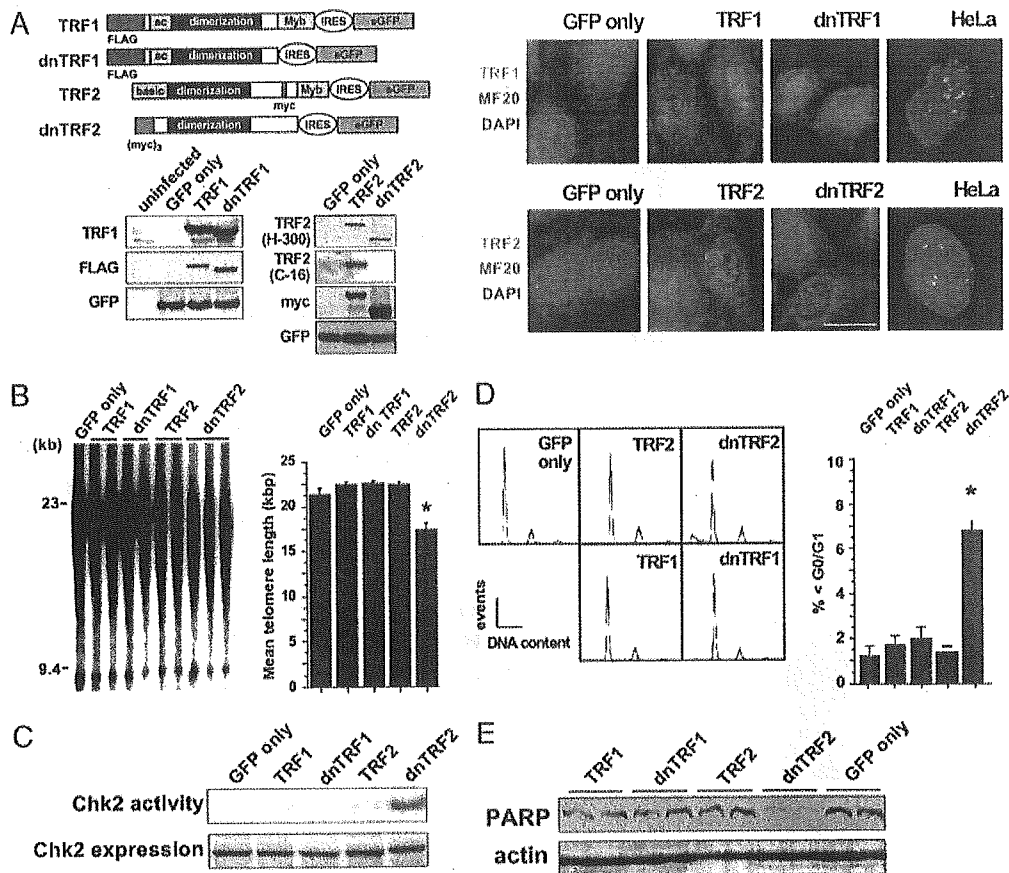 A
TRF1 ac dimerization Myb IRES eGFP
FLAG
dnTRF1 ac dimerization IRES eGFP
FLAG
TRF2 basic dimerization Myb IRES eGFP
myc
dnTRF2 dimerization IRES eGFP
(myc)3
uninfected GFP only TRF1 dnTRF1
TRF1
FLAG
GFP
GFP only TRF2 dnTRF2
TRF2
(H-300)
TRF2
(C-16)
myc
GFP
GFP only TRF1 dnTRF1 HeLa
TRF1
MF20
DAPI
GFP only TRF2 dnTRF2 HeLa
TRF2
MF20
DAPI
B
GFP only TRF1 dnTRF1 TRF2 dnTRF2
(kb)
23-
9.4-
GFP only TRF1 dnTRF1 TRF2 dnTRF2
Mean telomere length (kbp)
25
20
15
10
5
0
*
C
GFP only TRF1 dnTRF1 TRF2 dnTRF2
Chk2 activity
Chk2 expression
D
GFP only
TRF2
dnTRF2
TRF1
dnTRF1
events
DNA content
GFP only TRF1 dnTRF1 TRF2 dnTRF2
% < G0/G1
10
8
6
4
2
0
*
E
TRF1 dnTRF1 TRF2 dnTRF2 GFP only
PARP
actin